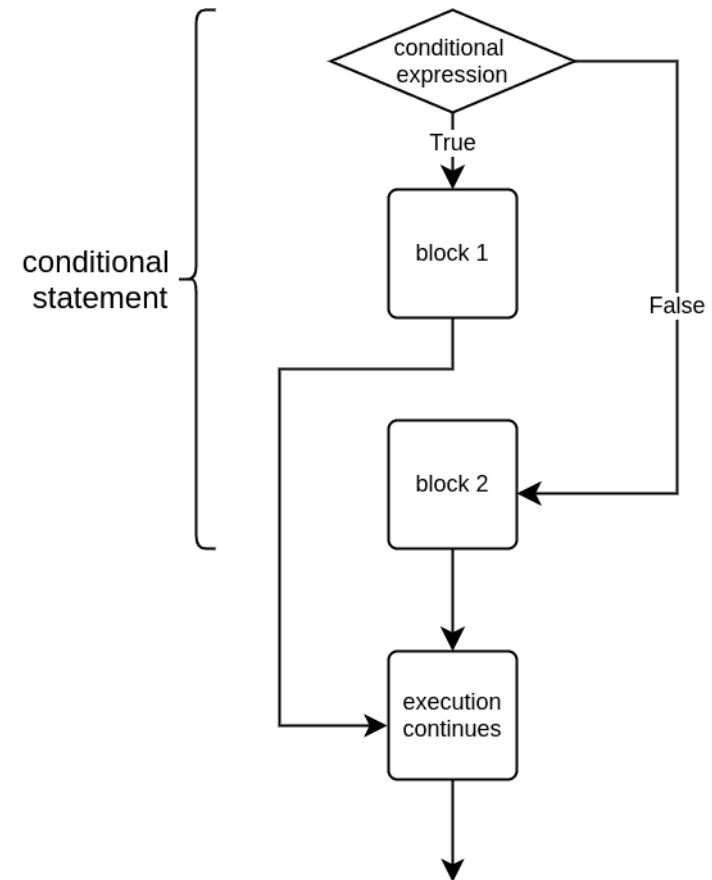 conditional
expression
True
block 1
conditional
statement
False
block 2
execution
continues